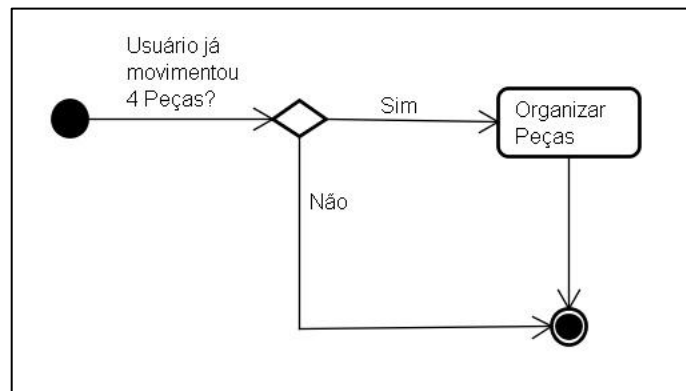 Usuário já
movimentou
4 Peças?
Sim
Organizar
Peças
Não